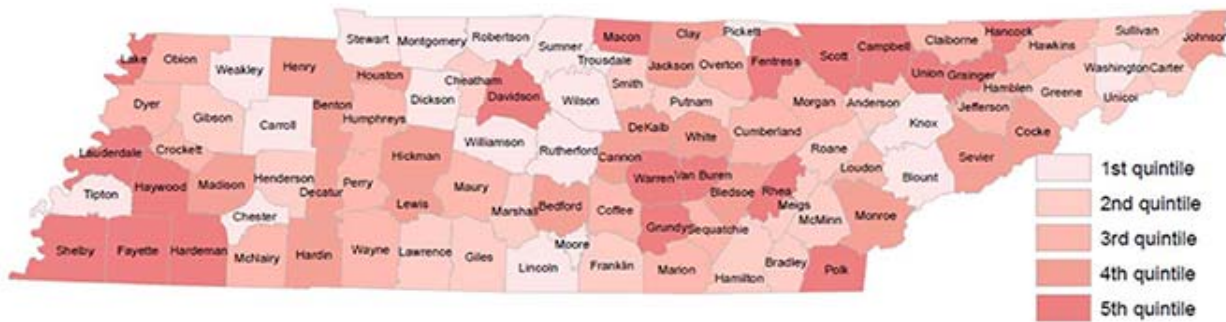 Stewart
Montgomery
Robertson
Sumner
Macon
Clay
Pickett
Scott
Campbell
Claiborne
Hancock
Hawkins
Sullivan
Johnson
Lake
Obion
Weakley
Henry
Houston
Cheatham
Davidson
Trousdale
Smith
Jackson
Overton
Fentress
Union
Grainger
Hamblen
Washington
Carter
Unicoi
Greene
Dyer
Gibson
Carroll
Benton
Humphreys
Dickson
Wilson
Putnam
Morgan
Anderson
Knox
Jefferson
Cocke
Lauderdale
Crockett
Williamson
Rutherford
DeKalb
White
Cumberland
Roane
Loudon
Blount
Sevier
Tipton
Haywood
Madison
Henderson
Decatur
Perry
Hickman
Lewis
Maury
Marshall
Bedford
Cannon
Coffee
Warren
Van Buren
Bledsoe
Rhea
Meigs
McMinn
Monroe
Shelby
Fayette
Hardeman
Chester
McNairy
Hardin
Wayne
Lawrence
Giles
Lincoln
Moore
Franklin
Grundy
Sequatchie
Marion
Hamilton
Bradley
Polk
1st quintile
2nd quintile
3rd quintile
4th quintile
5th quintile